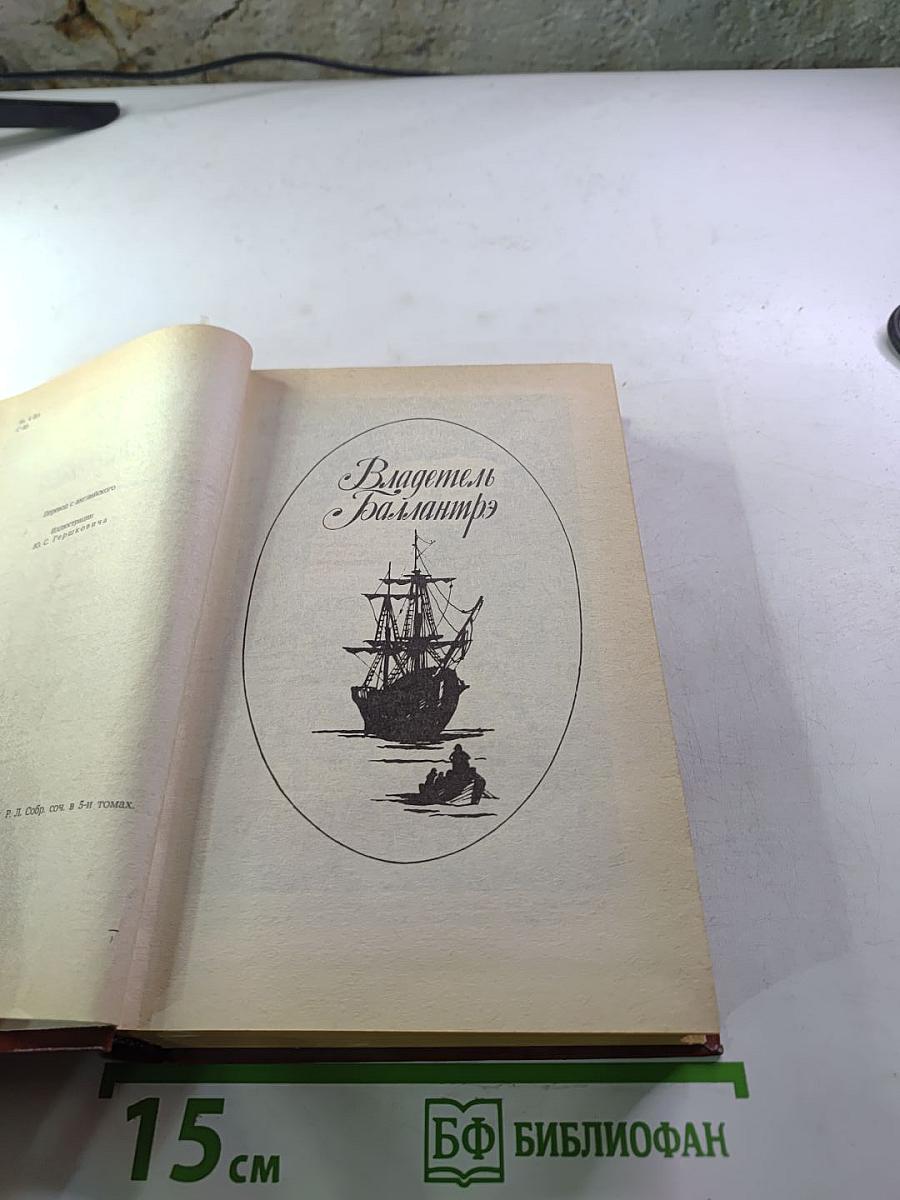 Перевод с английского
Иллюстрации
Ю. С. Гершковича
Р. Л. Собр. соч. в 5-и томах.
Владетель
Баллантрэ
15 см
БФ БИБЛИОФАН